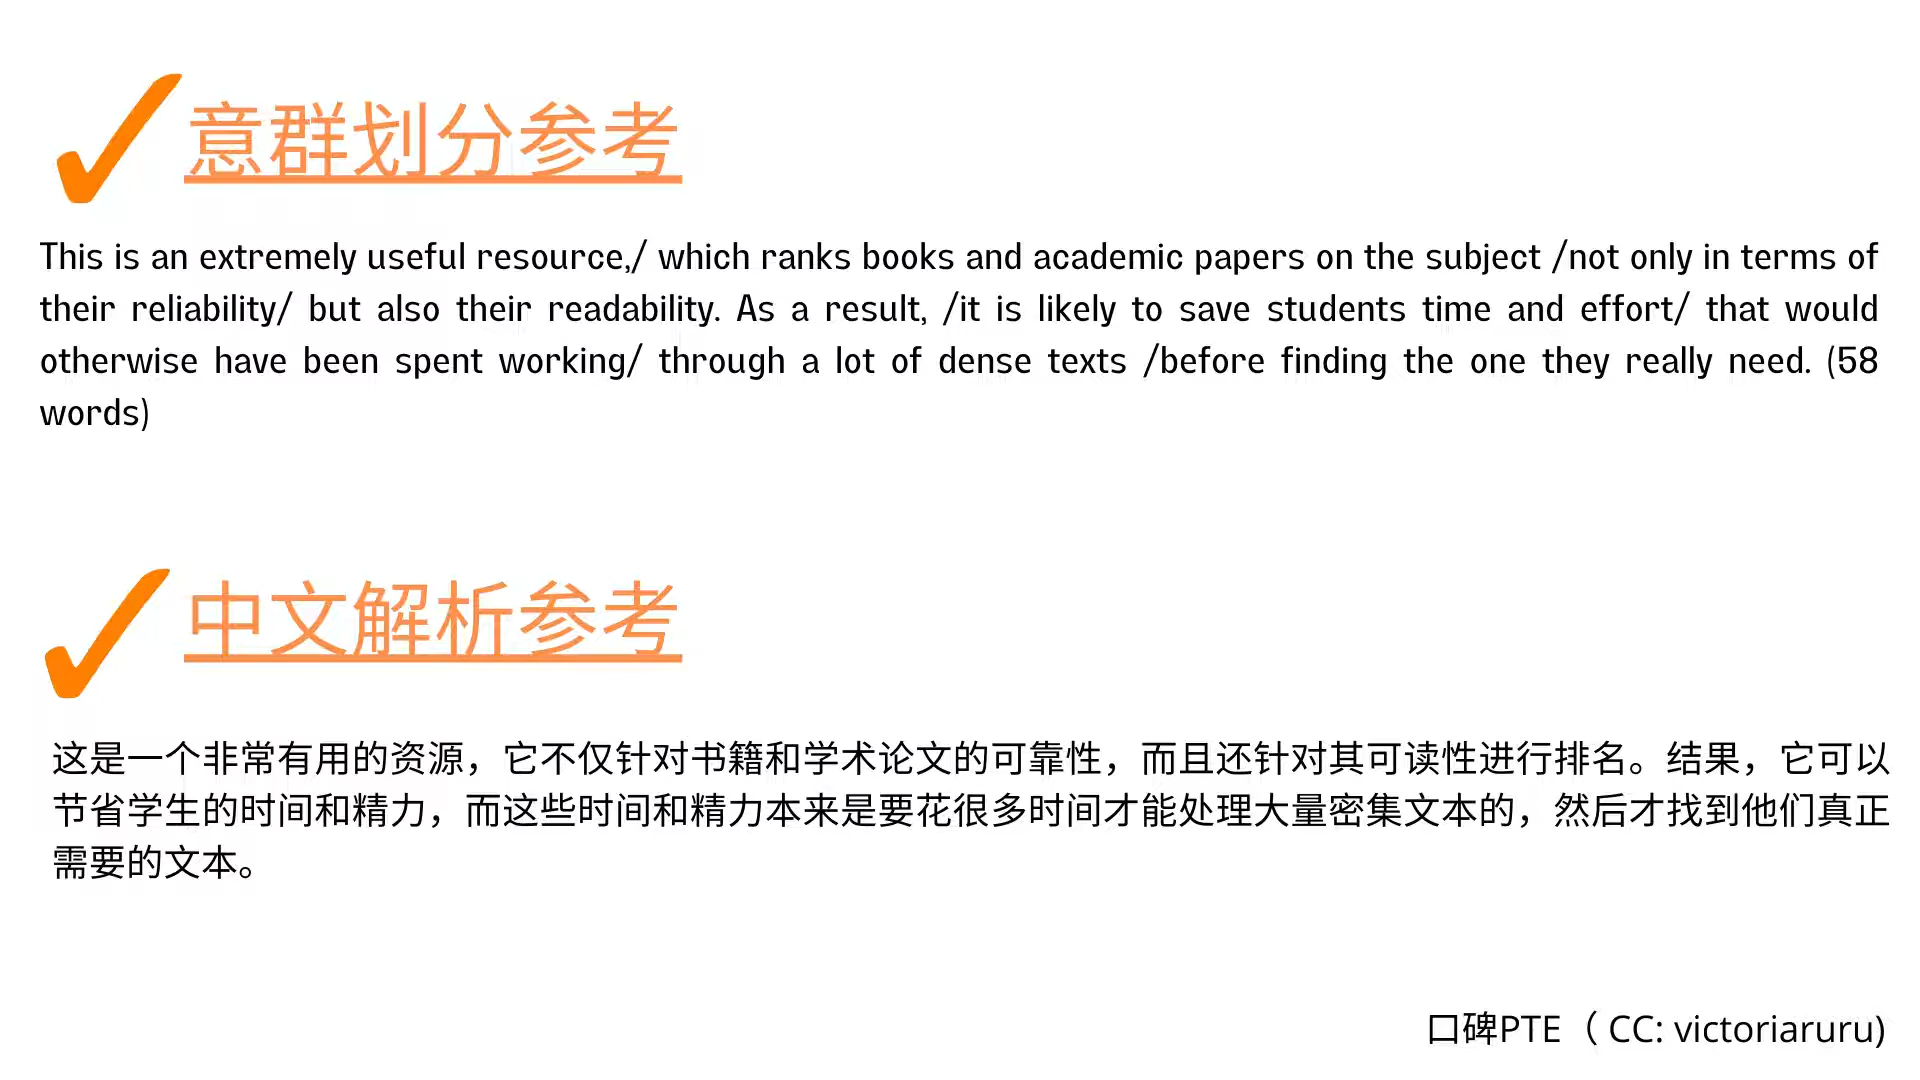 意群划分参考
This is an extremely useful resource,/ which ranks books and academic papers on the subject /not only in terms of
their reliability/ but also their readability. As a result, /it is likely to save students time and effort/ that would
otherwise have been spent working/ through a lot of dense texts /before finding the one they really need. (58
words)
中文解析参考
这是一个非常有用的资源，它不仅针对书籍和学术论文的可靠性，而且还针对其可读性进行排名。结果，它可以
节省学生的时间和精力，而这些时间和精力本来是要花很多时间才能处理大量密集文本的，然后才找到他们真正
需要的文本。
口碑PTE（ CC: victoriaruru)